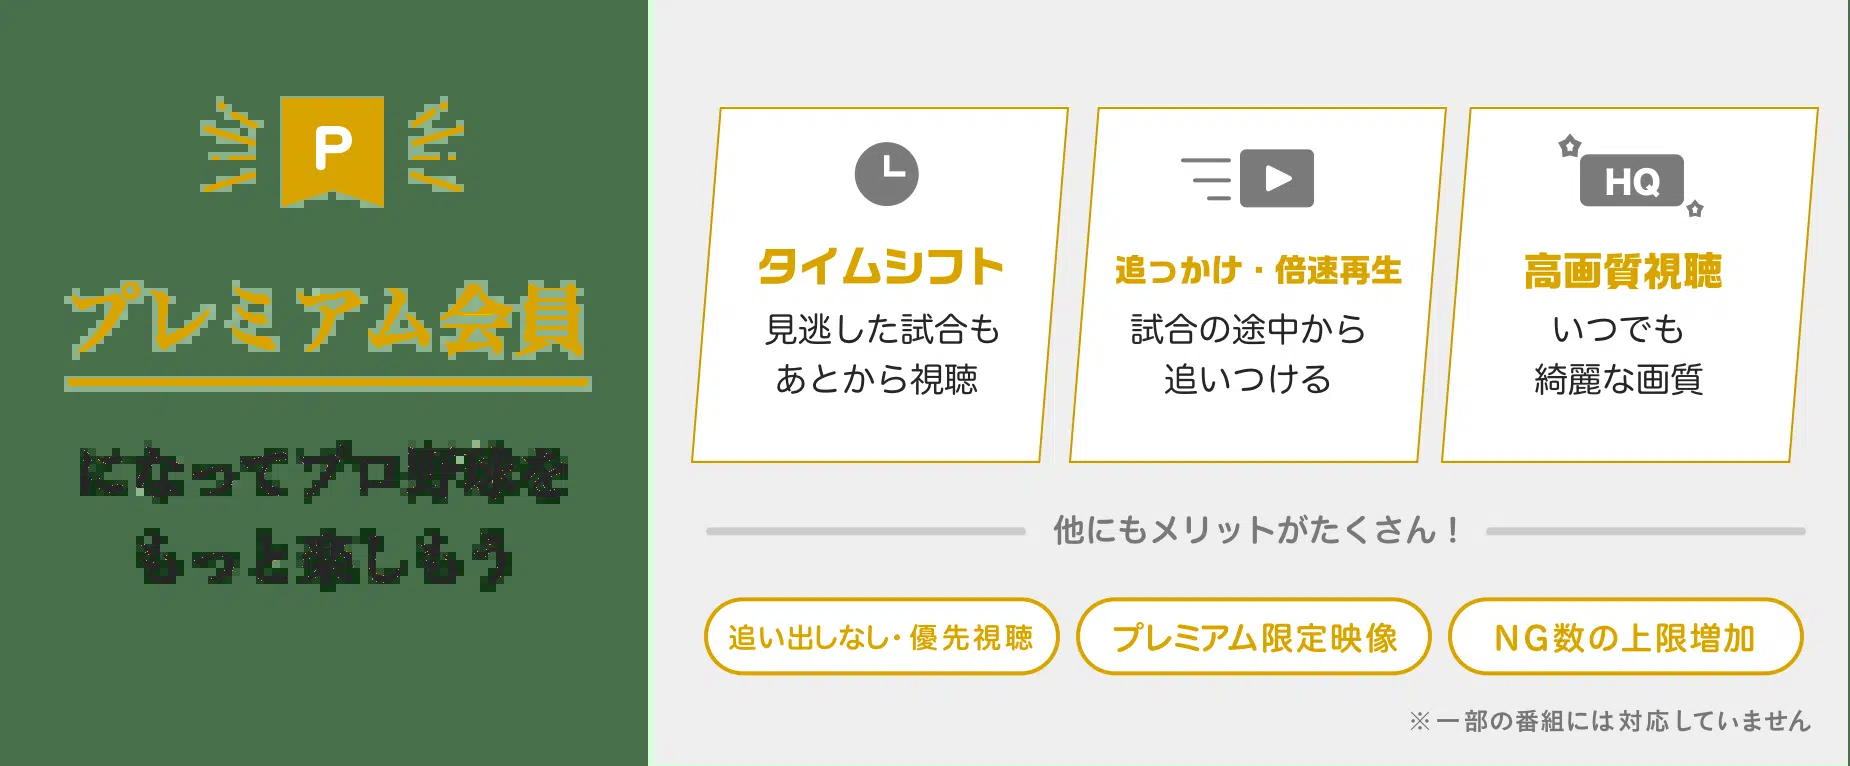 P
プレミアム会員
になってプロ野球を
もっと楽しもう
タイムシフト
見逃した試合も
あとから視聴
追っかけ・倍速再生
試合の途中から
追いつける
HQ
高画質視聴
いつでも
綺麗な画質
他にもメリットがたくさん！
追い出しなし・優先視聴
プレミアム限定映像
NG数の上限増加
※一部の番組には対応していません